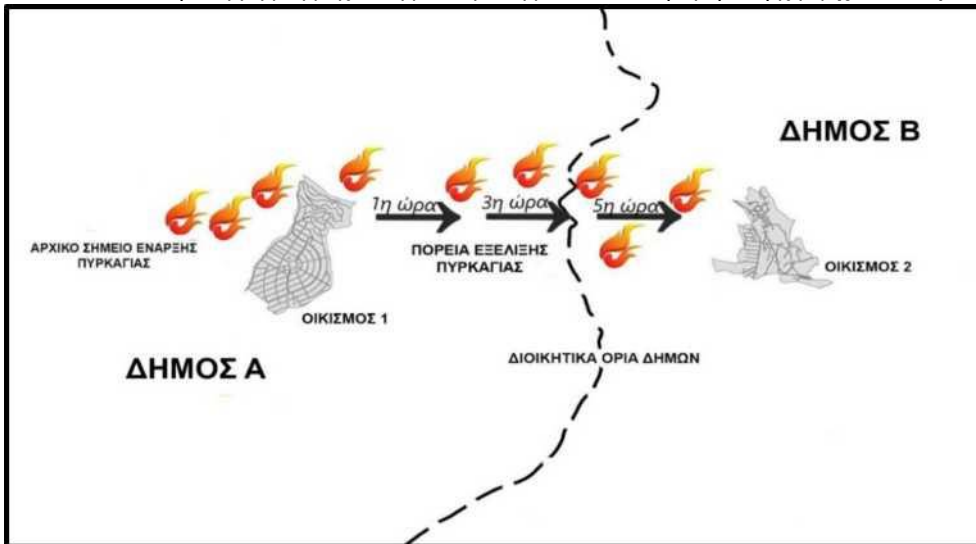 ΔΗΜΟΣ Β
1η ώρα
3η ώρα
5η ώρα
ΑΡΧΙΚΟ ΣΗΜΕΙΟ ΕΝΑΡΞΗΣ
ΠΥΡΚΑΓΙΑΣ
ΠΟΡΕΙΑ ΕΞΕΛΙΞΗΣ
ΠΥΡΚΑΓΙΑΣ
ΟΙΚΙΣΜΟΣ 2
ΟΙΚΙΣΜΟΣ 1
ΔΙΟΙΚΗΤΙΚΑ ΟΡΙΑ ΔΗΜΩΝ
ΔΗΜΟΣ Α